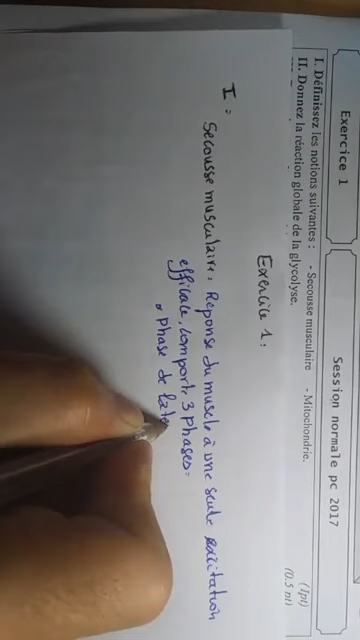 Exercice 1
Session normale pc 2017
I. Définissez les notions suivantes : - Secousse musculaire - Mitochondrie. (1pt)
II. Donnez la réaction globale de la glycolyse. (0.5 pt)
Exercice 1:
I:
Secousse musculaire: Réponse du muscle à une seule excitation
efficace, comporte 3 phases:
Phase de late